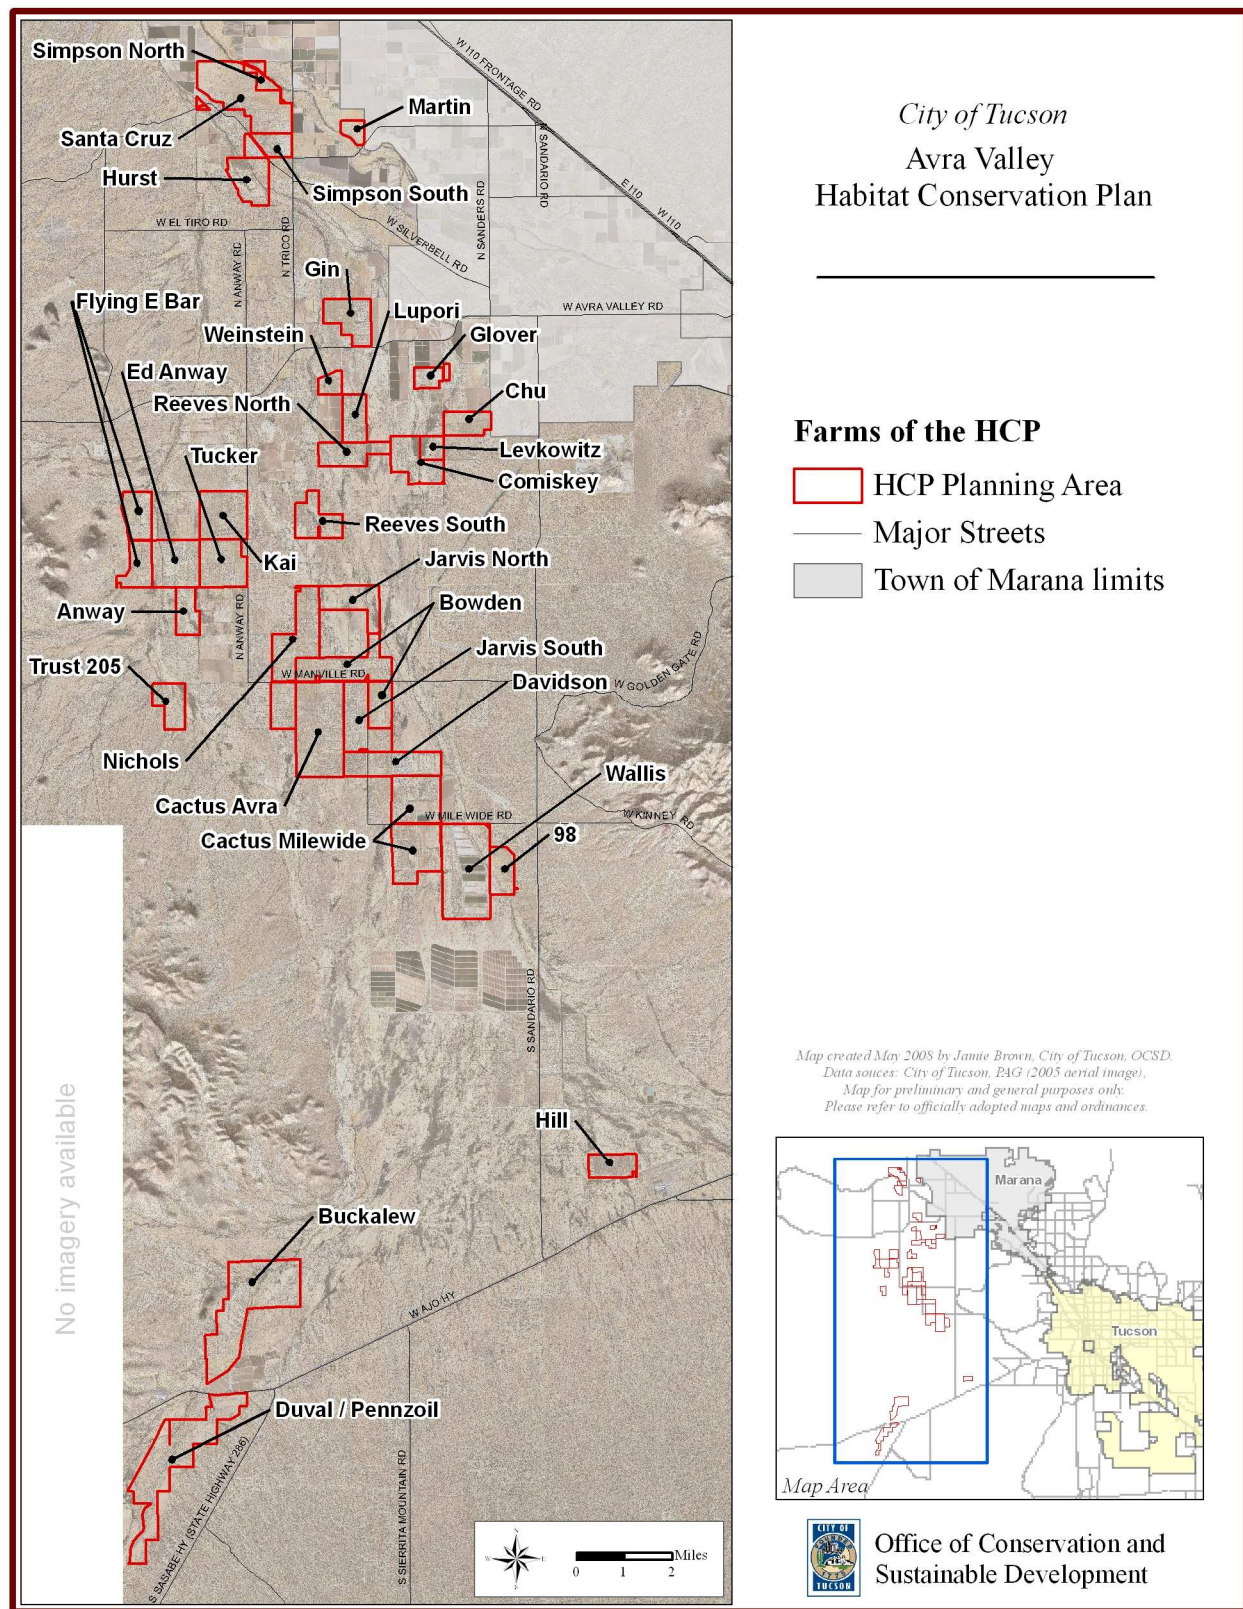 City of Tucson
Avra Valley
Habitat Conservation Plan
Farms of the HCP
HCP Planning Area
Major Streets
Town of Marana limits
Simpson North
Santa Cruz
Hurst
Martin
Simpson South
W I10 FRONTAGE RD
N SANDARIO RD
E I10
W I10
N SANDERS RD
W SILVERBELL RD
W EL TIRO RD
N TRICO RD
N ANWAY RD
Gin
Flying E Bar
Lupori
W AVRA VALLEY RD
Weinstein
Glover
Ed Anway
Chu
Reeves North
Levkowitz
Tucker
Comiskey
Reeves South
Kai
Jarvis North
Anway
Bowden
N ANWAY RD
Jarvis South
Trust 205
W MANVILLE RD
Davidson
W GOLDEN GATE RD
Nichols
Wallis
Cactus Avra
W MILE WIDE RD
W KINNEY RD
Cactus Milewide
98
S SANDARIO RD
No imagery available
Hill
Buckalew
W AJO HY
Duval / Pennzoil
S SASABE HY (STATE HIGHWAY 286)
S SIERRITA MOUNTAIN RD
N
W
E
S
Miles
0 1 2
Map created May 2008 by Jamie Brown, City of Tucson, OCSD.
Data souces: City of Tucson, PAG (2005 aerial image),
Map for preliminary and general purposes only.
Please refer to officially adopted maps and ordinances.
Marana
Tucson
Map Area
CITY OF
FOUNDED
1775
TUCSON
Office of Conservation and
Sustainable Development